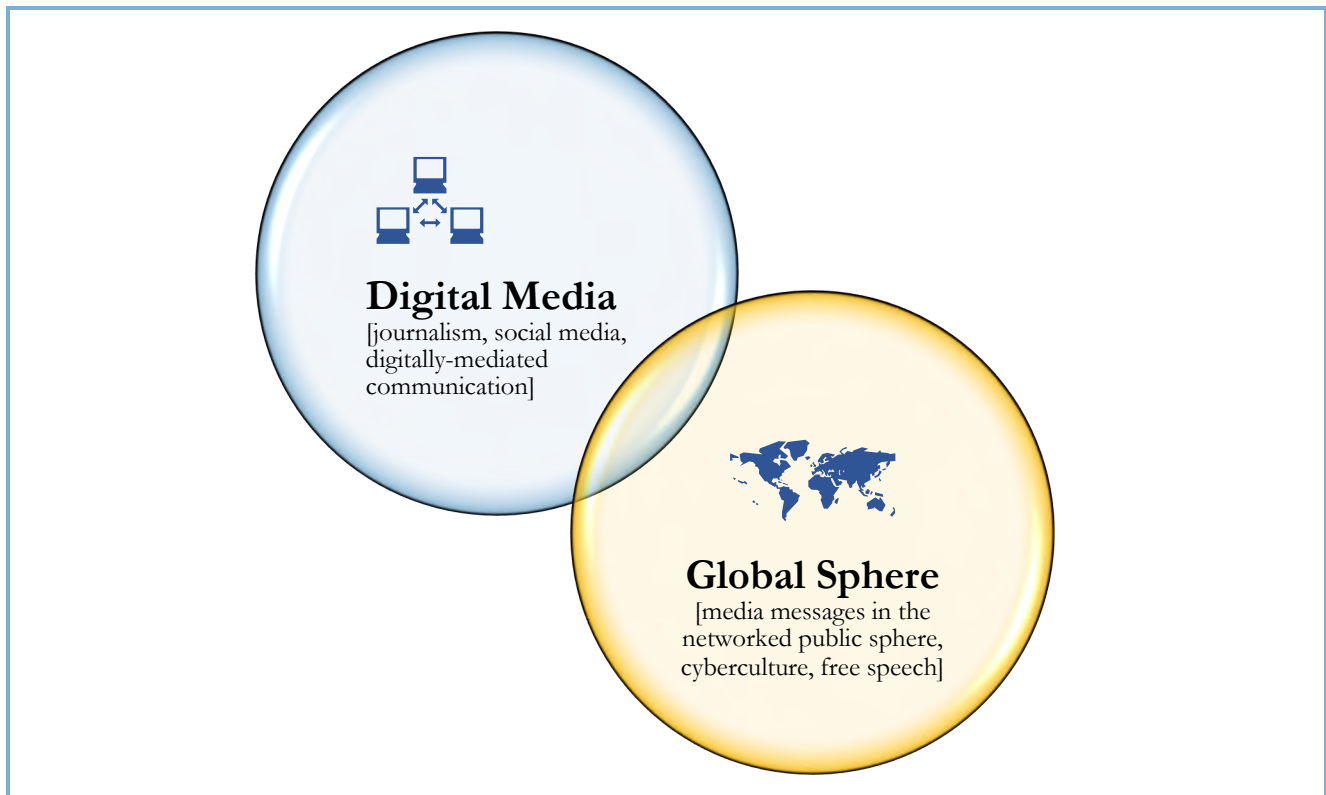 Digital Media
[journalism, social media,
digitally-mediated
communication]
Global Sphere
[media messages in the
networked public sphere,
cyberculture, free speech]